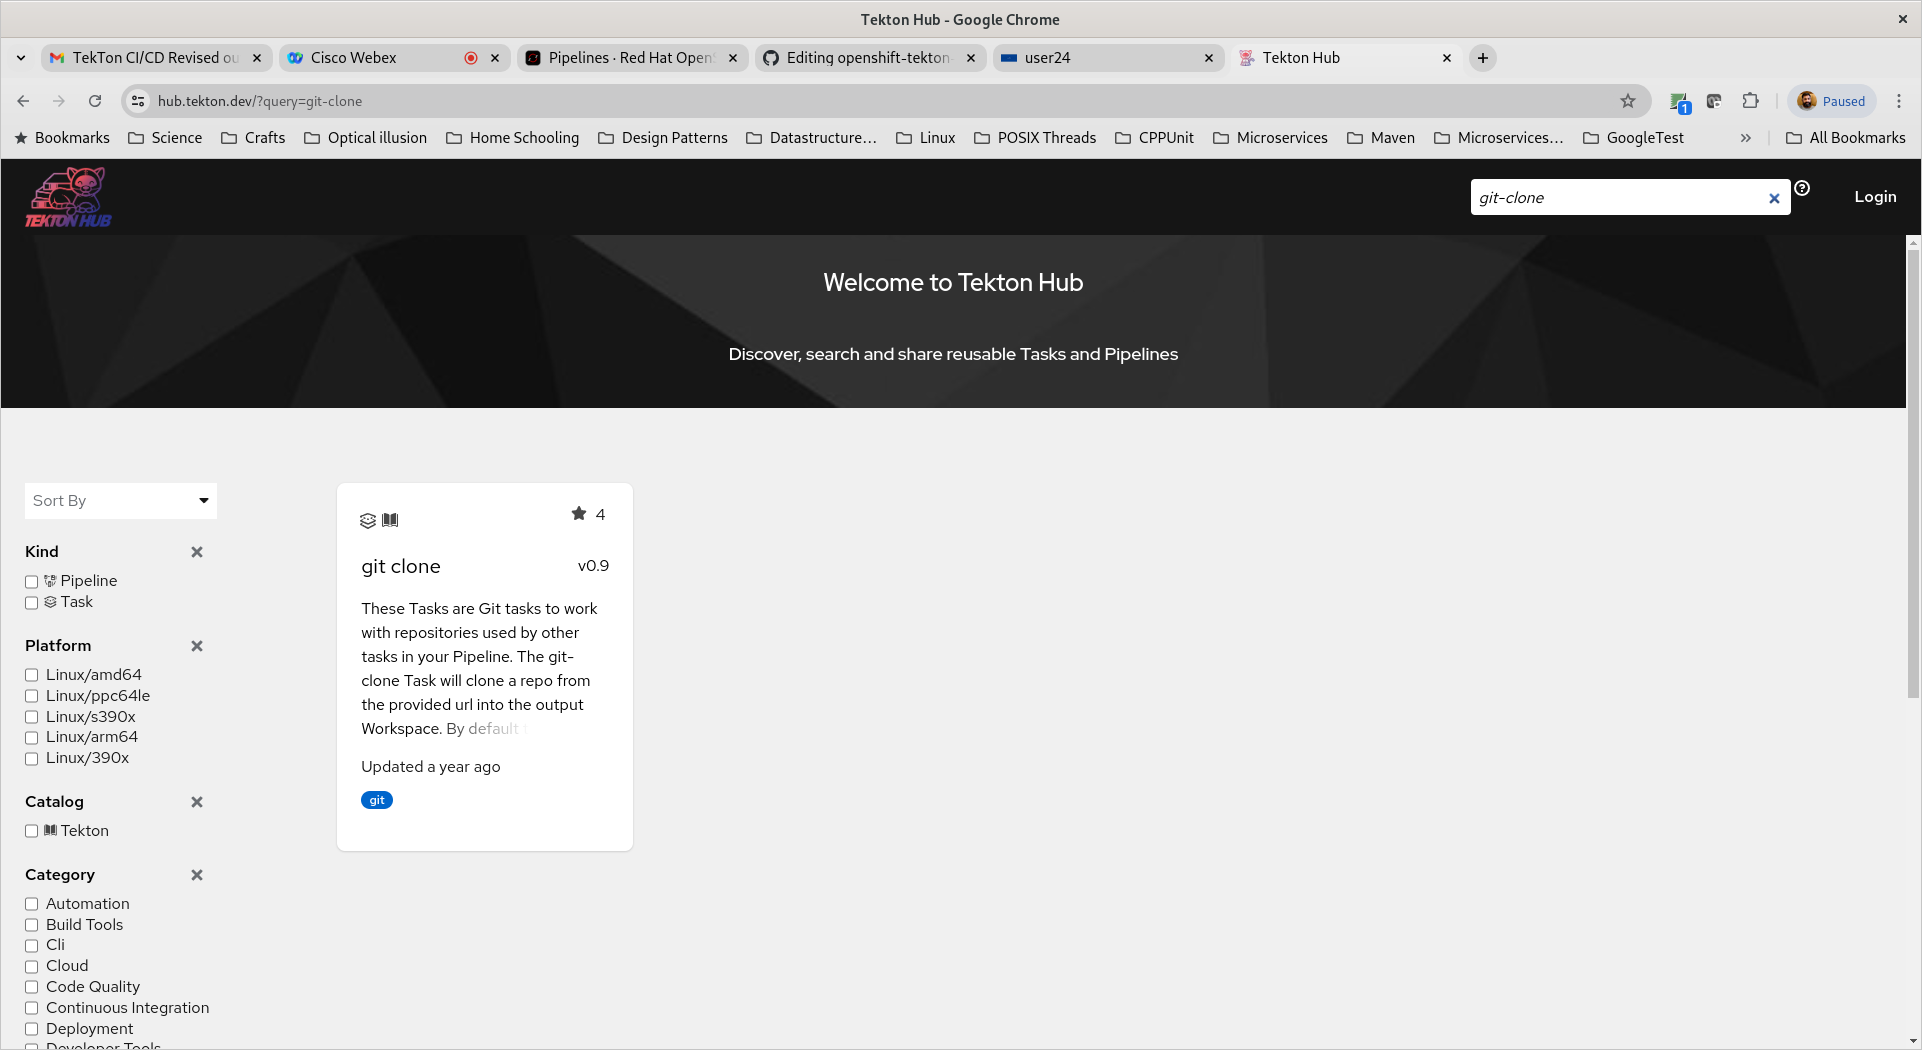 Tekton Hub - Google Chrome
TekTon CI/CD Revised ou
Cisco Webex
Pipelines · Red Hat OpenS
Editing openshift-tekton-
user24
Tekton Hub
hub.tekton.dev/?query=git-clone
1
Paused
Bookmarks
Science
Crafts
Optical illusion
Home Schooling
Design Patterns
Datastructure…
Linux
POSIX Threads
CPPUnit
Microservices
Maven
Microservices…
GoogleTest
All Bookmarks
TEKTON HUB
git-clone
Login
Welcome to Tekton Hub
Discover, search and share reusable Tasks and Pipelines
Sort By
Kind
Pipeline
Task
Platform
Linux/amd64
Linux/ppc64le
Linux/s390x
Linux/arm64
Linux/390x
Catalog
Tekton
Category
Automation
Build Tools
Cli
Cloud
Code Quality
Continuous Integration
Deployment
Developer Tools
4
git clone
v0.9
These Tasks are Git tasks to work
with repositories used by other
tasks in your Pipeline. The git-
clone Task will clone a repo from
the provided url into the output
Workspace. By default
Updated a year ago
git